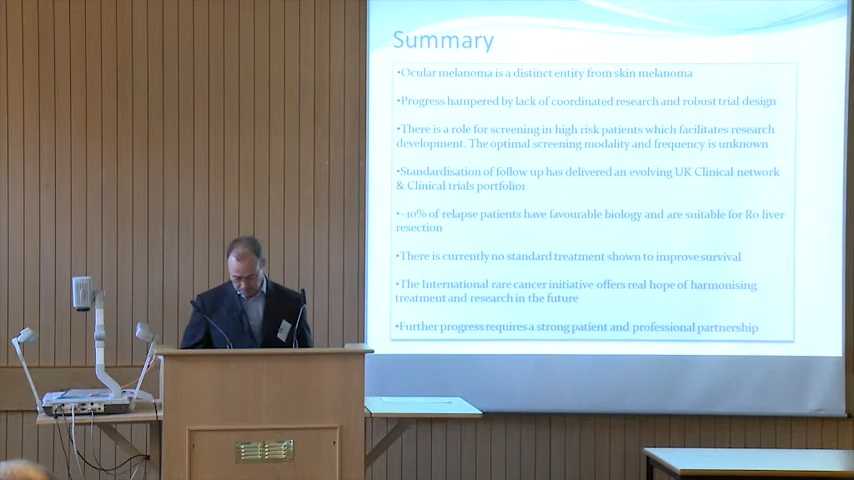 Summary
•Ocular melanoma is a distinct entity from skin melanoma
•Progress hampered by lack of coordinated research and robust trial design
•There is a role for screening in high risk patients which facilitates research
development. The optimal screening modality and frequency is unknown
•Standardisation of follow up has delivered an evolving UK Clinical network
& Clinical trials portfolio!
•~10% of relapse patients have favourable biology and are suitable for R0 liver
resection
•There is currently no standard treatment shown to improve survival
•The International rare cancer initiative offers real hope of harmonising
treatment and research in the future
•Further progress requires a strong patient and professional partnership